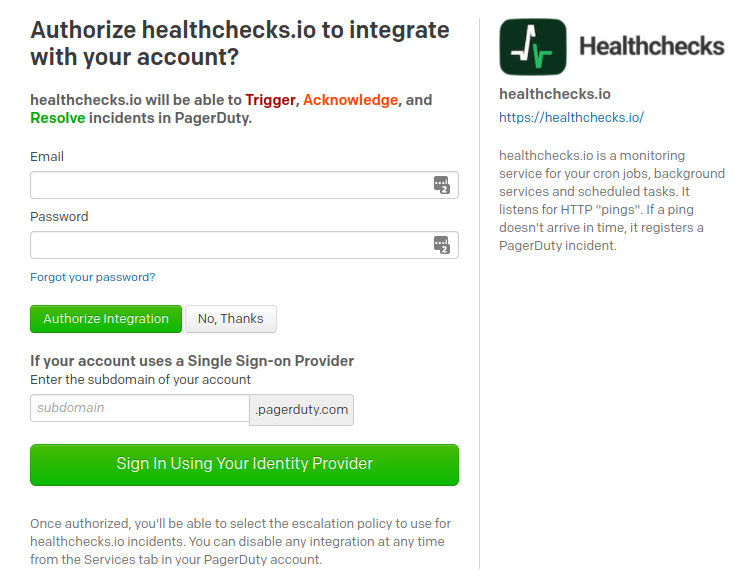 Authorize healthchecks.io to integrate
with your account?
healthchecks.io will be able to Trigger, Acknowledge, and
Resolve incidents in PagerDuty.
Email
2
Password
2
Forgot your password?
Authorize Integration
No, Thanks
If your account uses a Single Sign-on Provider
Enter the subdomain of your account
subdomain
.pagerduty.com
Sign In Using Your Identity Provider
Once authorized, you'll be able to select the escalation policy to use for
healthchecks.io incidents. You can disable any integration at any time
from the Services tab in your PagerDuty account.
Healthchecks
healthchecks.io
https://healthchecks.io/
healthchecks.io is a monitoring
service for your cron jobs, background
services and scheduled tasks. It
listens for HTTP "pings". If a ping
doesn't arrive in time, it registers a
PagerDuty incident.